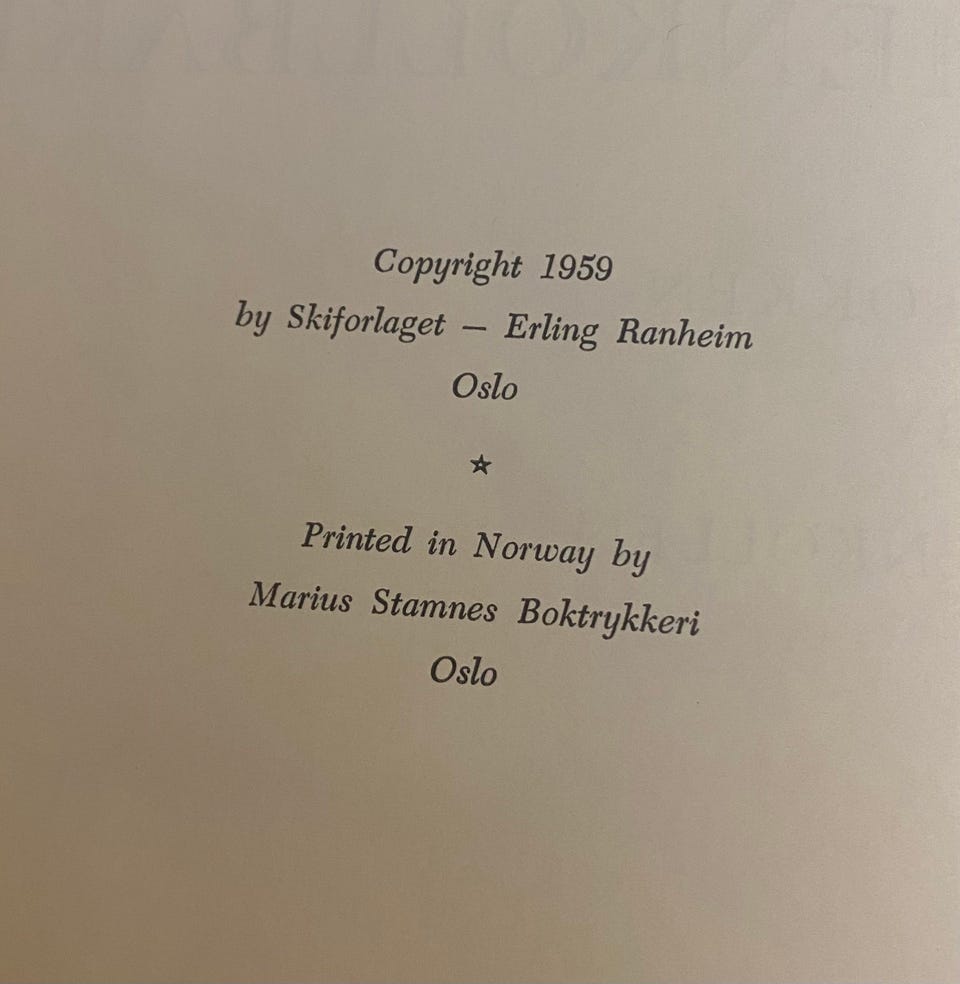 Copyright 1959
by Skiforlaget — Erling Ranheim
Oslo
Printed in Norway by
Marius Stamnes Boktrykkeri
Oslo